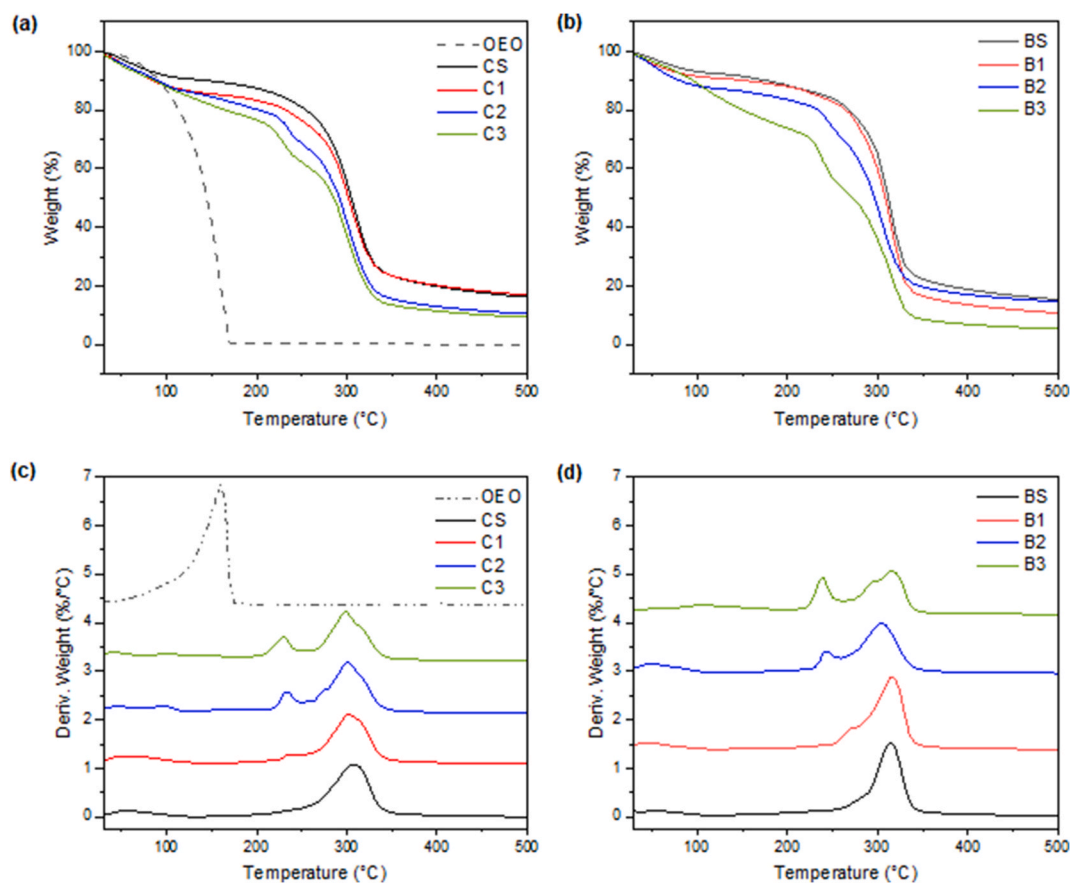 (a)
OEO
CS
C1
C2
C3
100
80
60
40
20
0
Weight (%)
100 200 300 400 500
Temperature (°C)
(b)
BS
B1
B2
B3
100
80
60
40
20
0
Weight (%)
100 200 300 400 500
Temperature (°C)
(c)
OEO
CS
C1
C2
C3
7
6
5
4
3
2
1
0
Deriv. Weight (%/°C)
100 200 300 400 500
Temperature (°C)
(d)
BS
B1
B2
B3
7
6
5
4
3
2
1
0
Deriv. Weight (%/°C)
100 200 300 400 500
Temperature (°C)